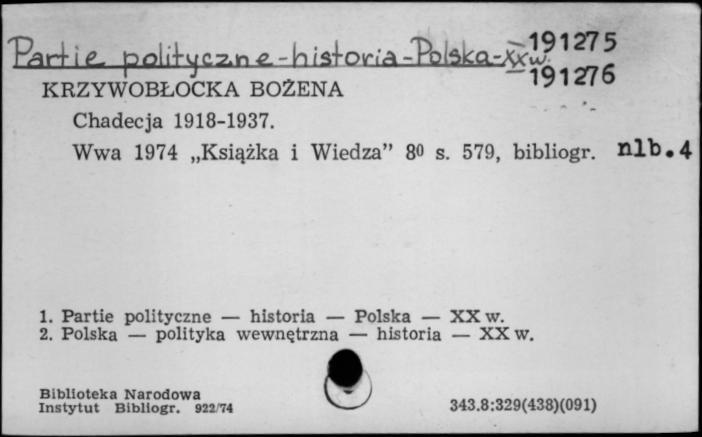 Partie polityczne-historia-Polska-XXw.
191275
191276
KRZYWOBŁOCKA BOŻENA
Chadecja 1918-1937.
Wwa 1974 „Książka i Wiedza” 8⁰ s. 579, bibliogr. nlb.4
1. Partie polityczne — historia — Polska — XX w.
2. Polska — polityka wewnętrzna — historia — XX w.
Biblioteka Narodowa
Instytut Bibliogr. 922/74
343.8:329(438)(091)